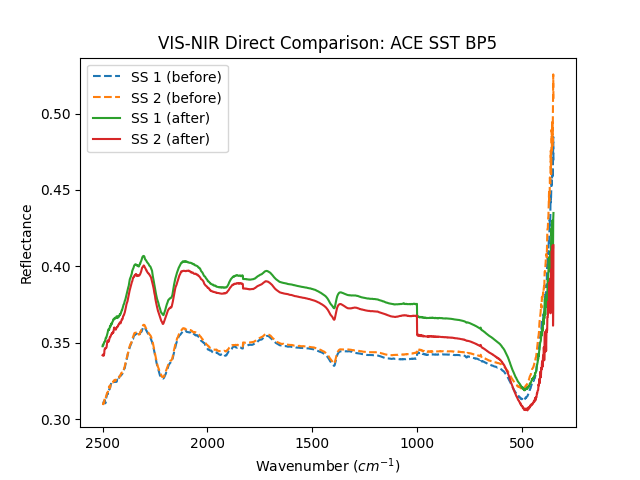 VIS-NIR Direct Comparison: ACE SST BP5
SS 1 (before)
SS 2 (before)
SS 1 (after)
SS 2 (after)
Reflectance
0.50
0.45
0.40
0.35
0.30
2500 2000 1500 1000 500
Wavenumber (cm⁻¹)